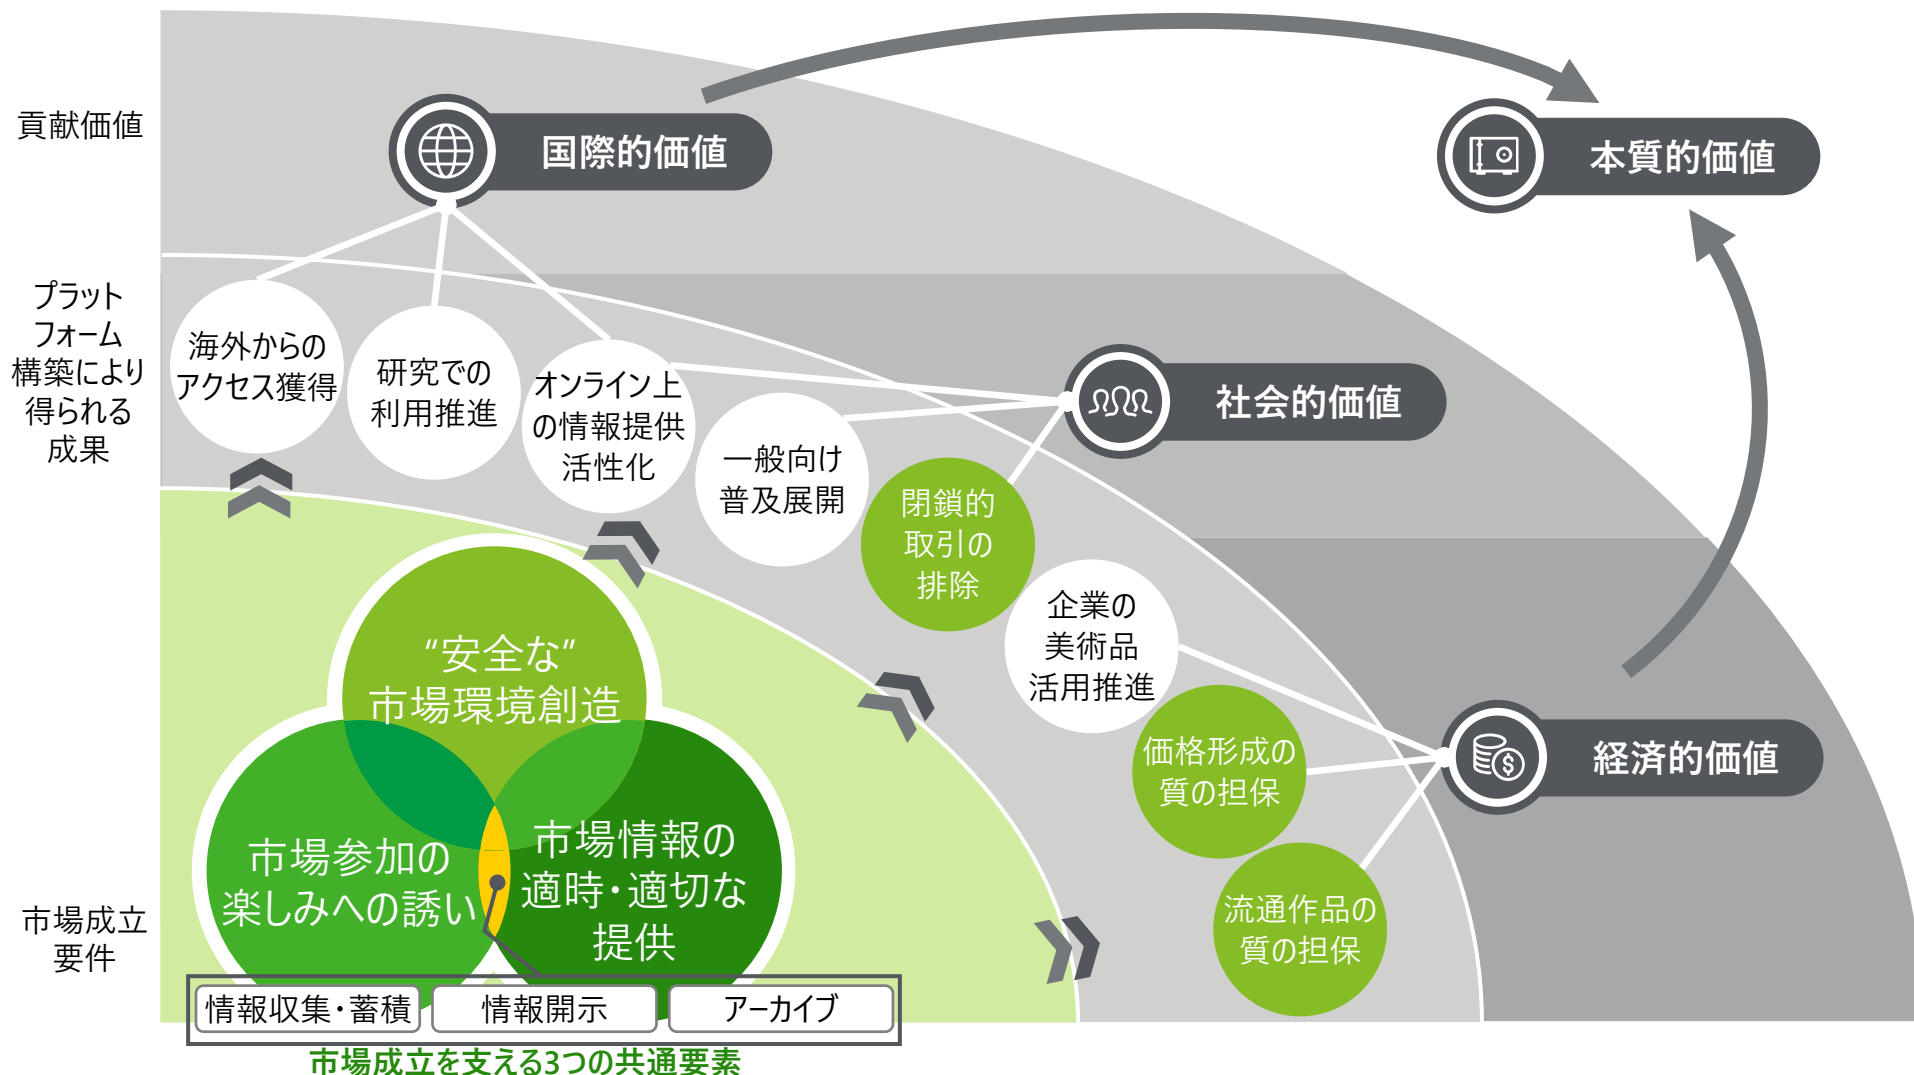 貢献価値
国際的価値
本質的価値
プラット
フォーム
構築により
得られる
成果
海外からの
アクセス獲得
研究での
利用推進
オンライン上
の情報提供
活性化
一般向け
普及展開
閉鎖的
取引の
排除
社会的価値
企業の
美術品
活用推進
価格形成の
質の担保
流通作品の
質の担保
経済的価値
市場成立
要件
“安全な”
市場環境創造
市場参加の
楽しみへの誘い
市場情報の
適時・適切な
提供
情報収集・蓄積
情報開示
アーカイブ
市場成立を支える3つの共通要素